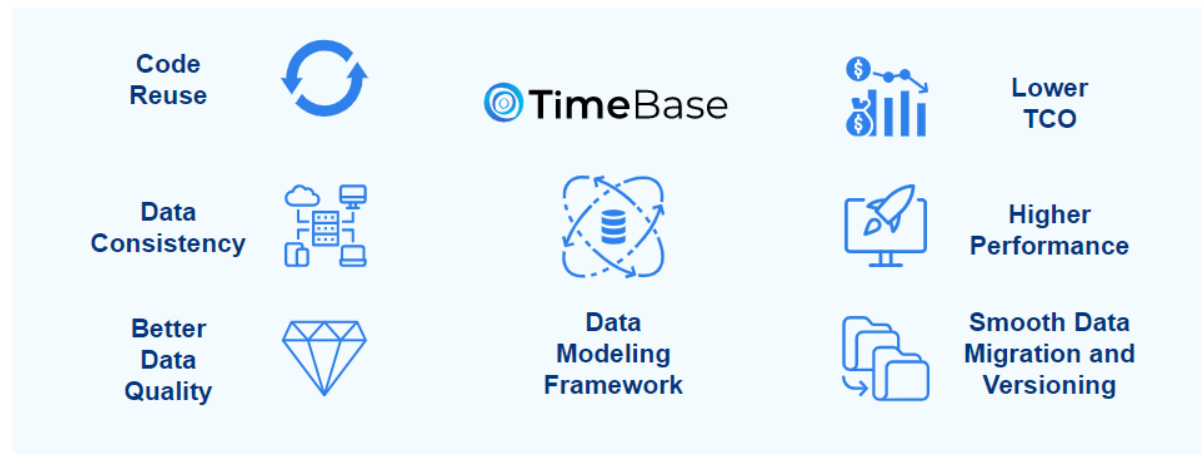 Code
Reuse
TimeBase
Lower
TCO
Data
Consistency
Higher
Performance
Better
Data
Quality
Data
Modeling
Framework
Smooth Data
Migration and
Versioning